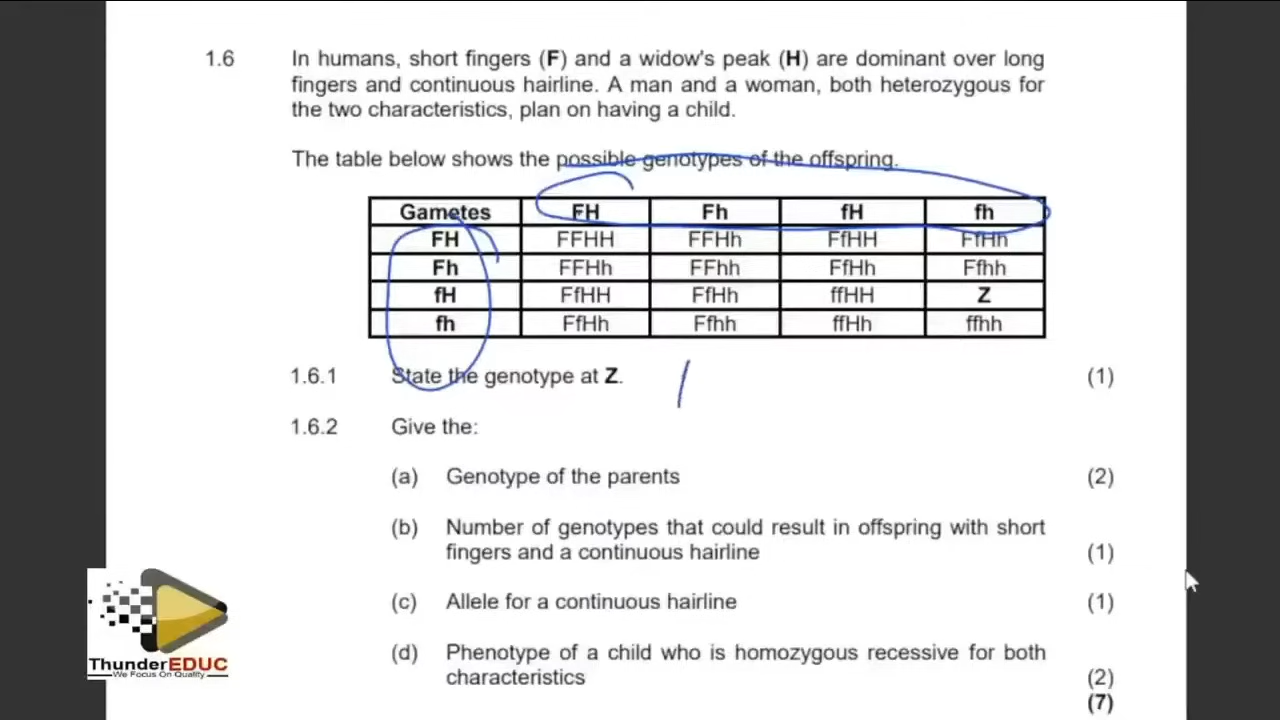 1.6 In humans, short fingers (F) and a widow's peak (H) are dominant over long
fingers and continuous hairline. A man and a woman, both heterozygous for
the two characteristics, plan on having a child.
The table below shows the possible genotypes of the offspring.
Gametes FH Fh fH fh
FH FFHH FFHh FfHH FfHh
Fh FFHh FFhh FfHh Ffhh
fH FfHH FfHh ffHH Z
fh FfHh Ffhh ffHh ffhh
1.6.1 State the genotype at Z. (1)
1.6.2 Give the:
(a) Genotype of the parents (2)
(b) Number of genotypes that could result in offspring with short
fingers and a continuous hairline (1)
(c) Allele for a continuous hairline (1)
(d) Phenotype of a child who is homozygous recessive for both
characteristics (2)
(7)
ThunderEDUC
We Focus On Quality